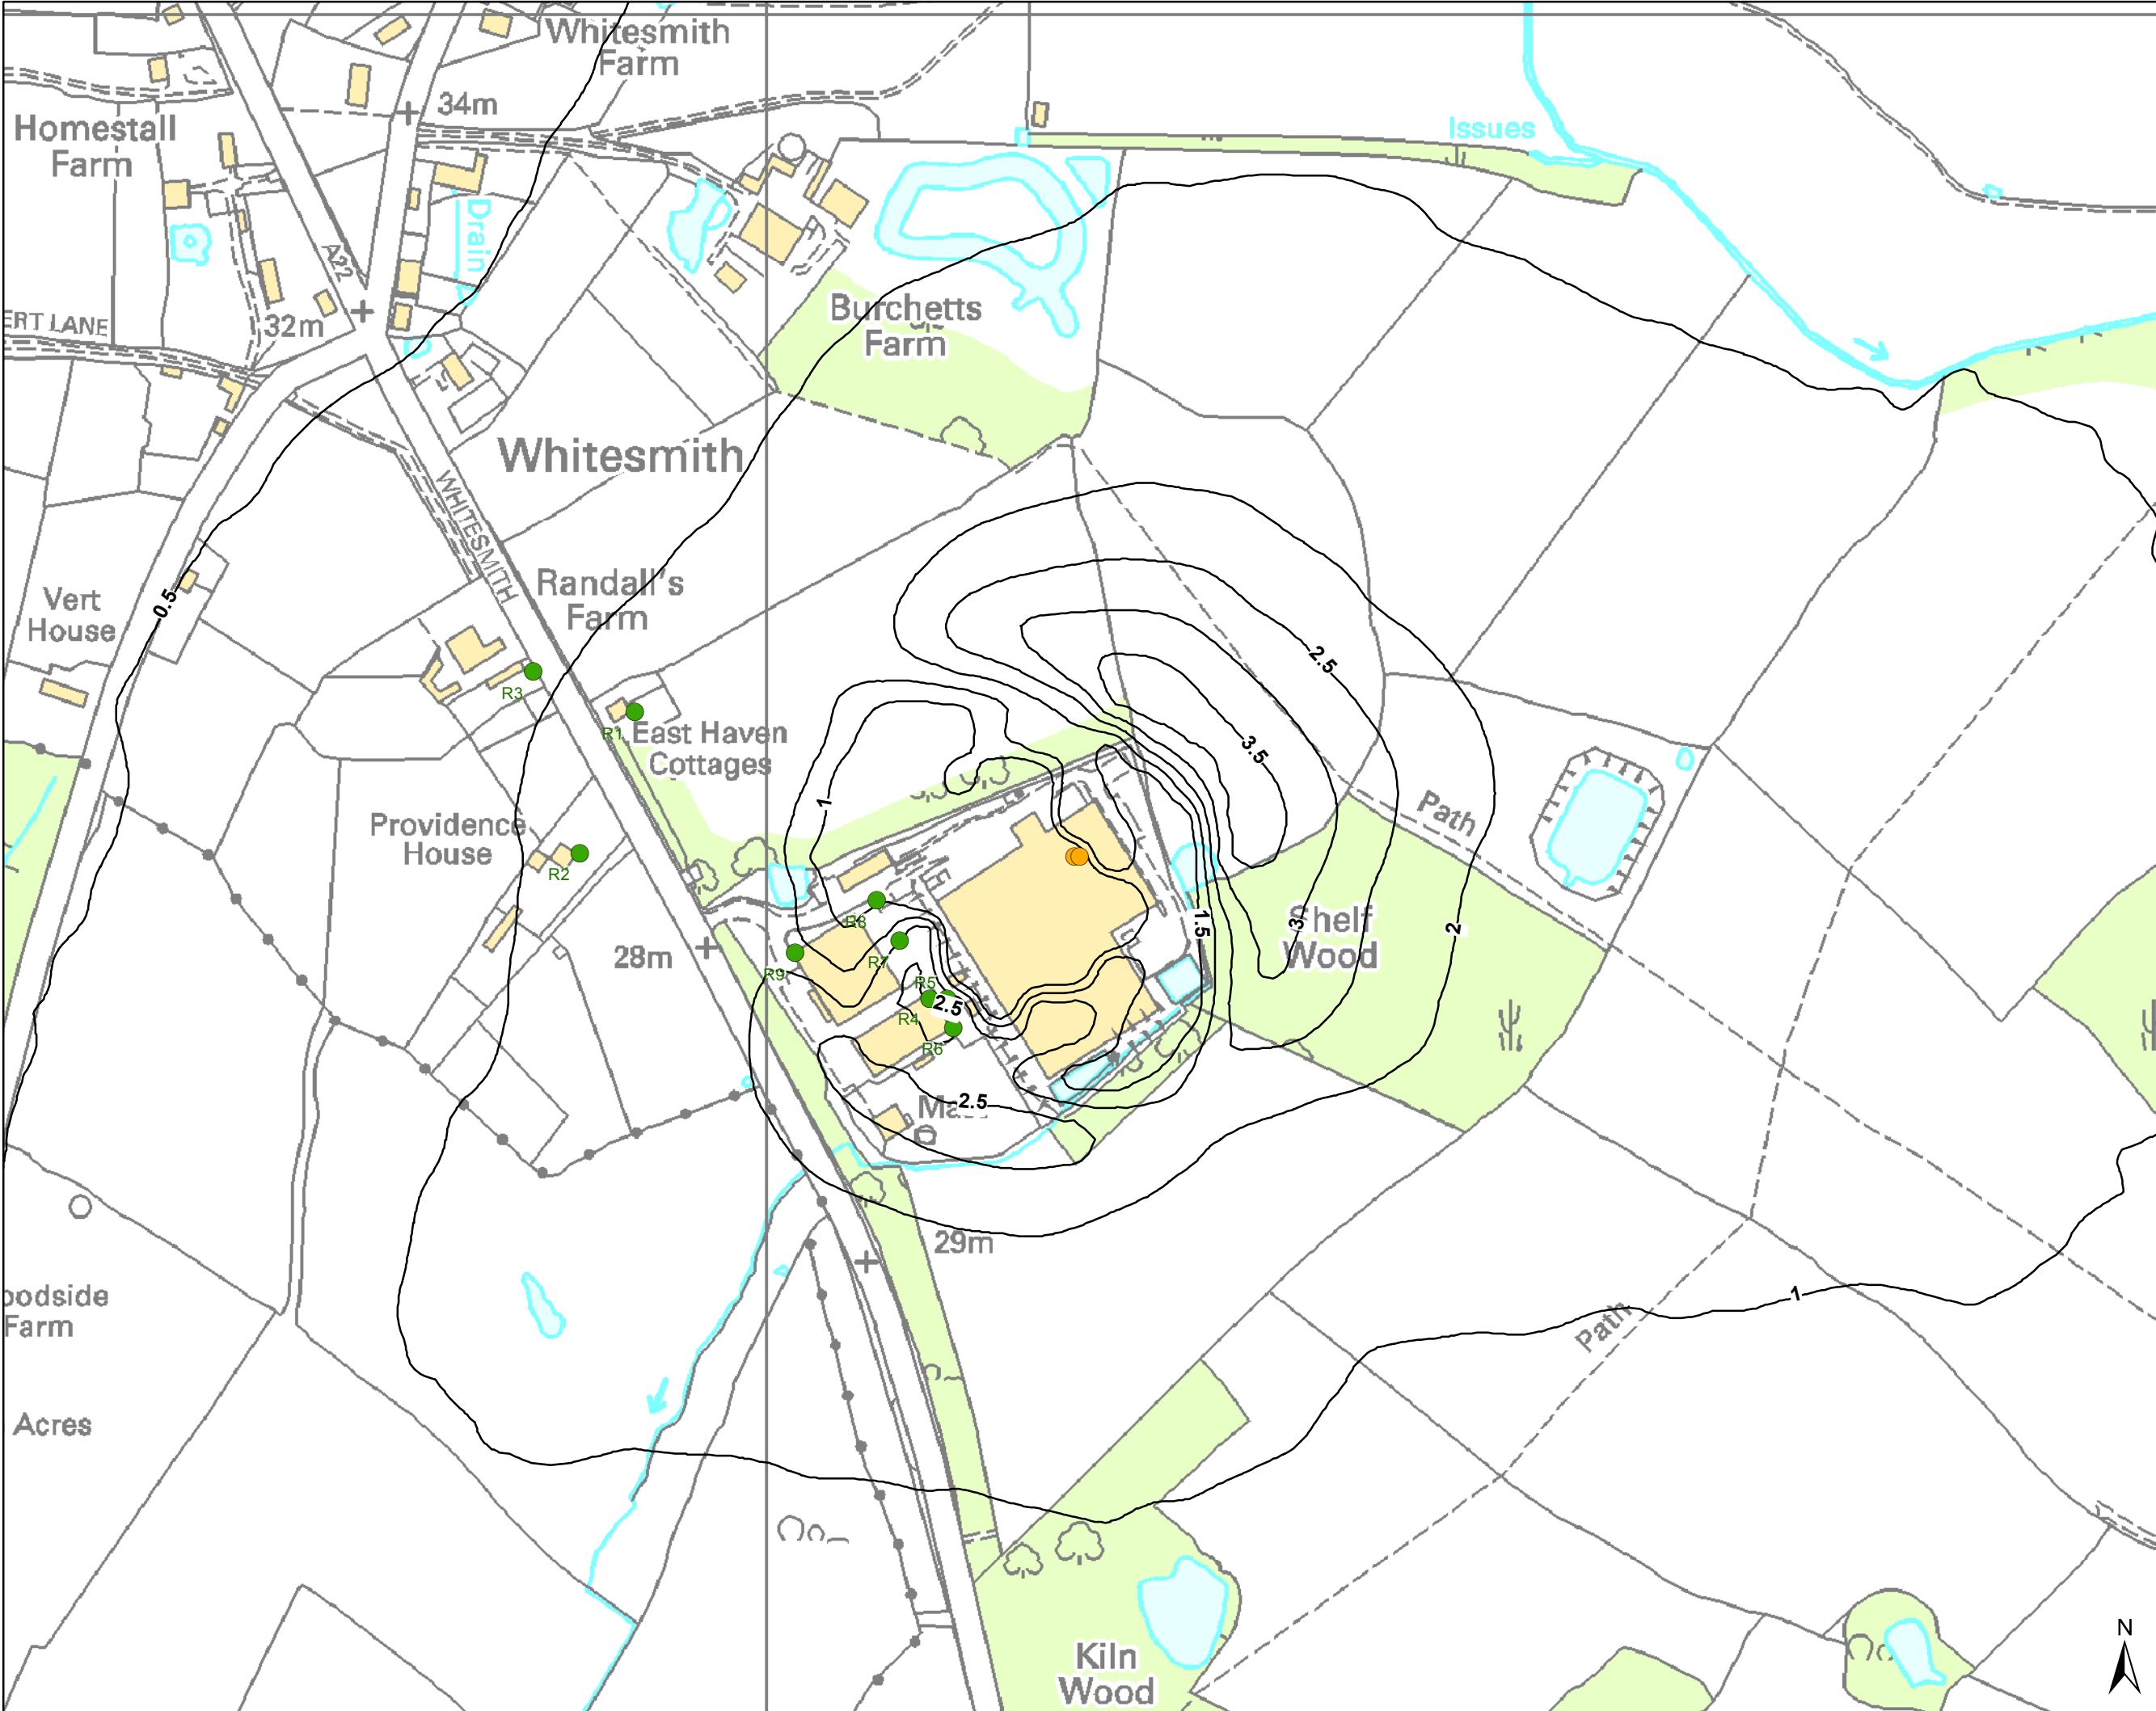 Whitesmith
Farm
34m
Homestall
Farm
Issues
Drain
A22
32m
ERT LANE
Burchetts
Farm
Whitesmith
WHITESMITH
Randall's
Farm
Vert
House
0.5
2.5
R3
R1
East Haven
Cottages
3.5
1
Path
Providence
House
R2
R8
Shelf
Wood
1.5
3
2
28m
R7
R9
R5
2.5
R4
R6
2.5
29m
1
Path
oodside
Farm
Acres
Kiln
Wood
N